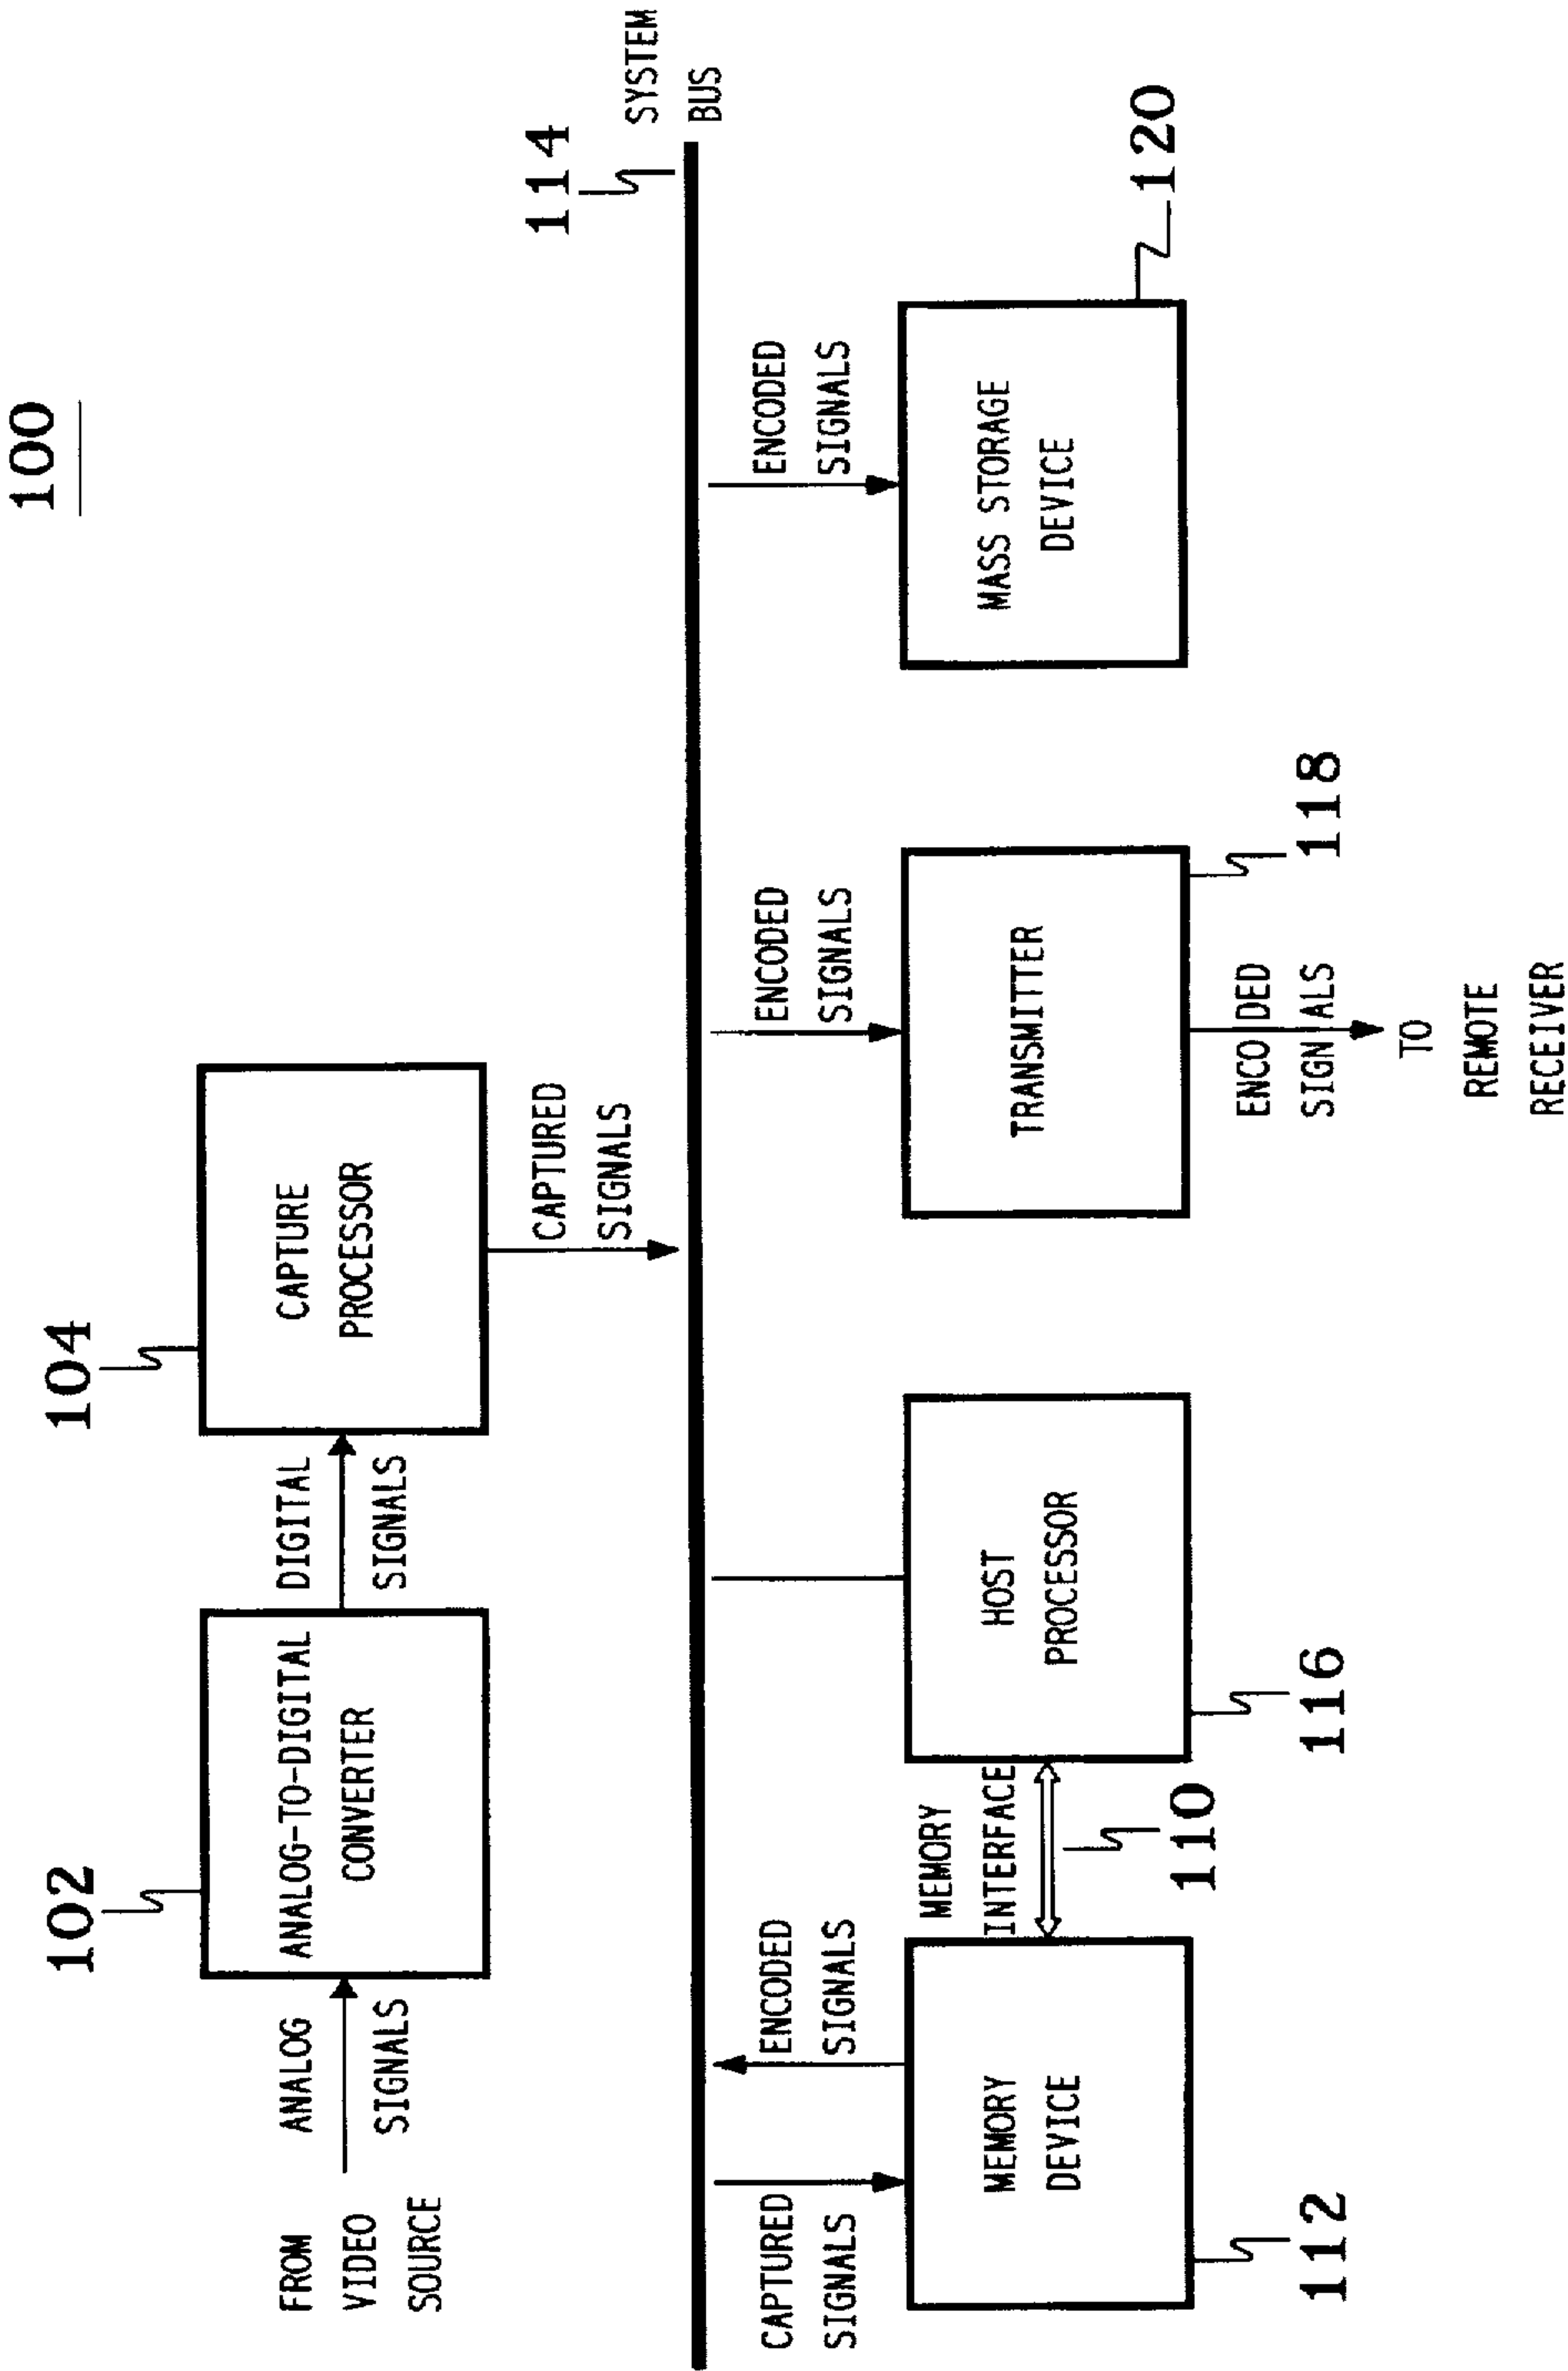 100
102
104
FROM
VIDEO
SOURCE
ANALOG
SIGNALS
ANALOG-TO-DIGITAL
CONVERTER
DIGITAL
SIGNALS
CAPTURE
PROCESSOR
CAPTURED
SIGNALS
114
SYSTEM
BUS
CAPTURED
SIGNALS
ENCODED
SIGNALS
MEMORY
DEVICE
112
MEMORY
INTERFACE
110
HOST
PROCESSOR
116
ENCODED
SIGNALS
TRANSMITTER
118
ENCODED
SIGNALS
TO
REMOTE
RECEIVER
ENCODED
SIGNALS
MASS STORAGE
DEVICE
120